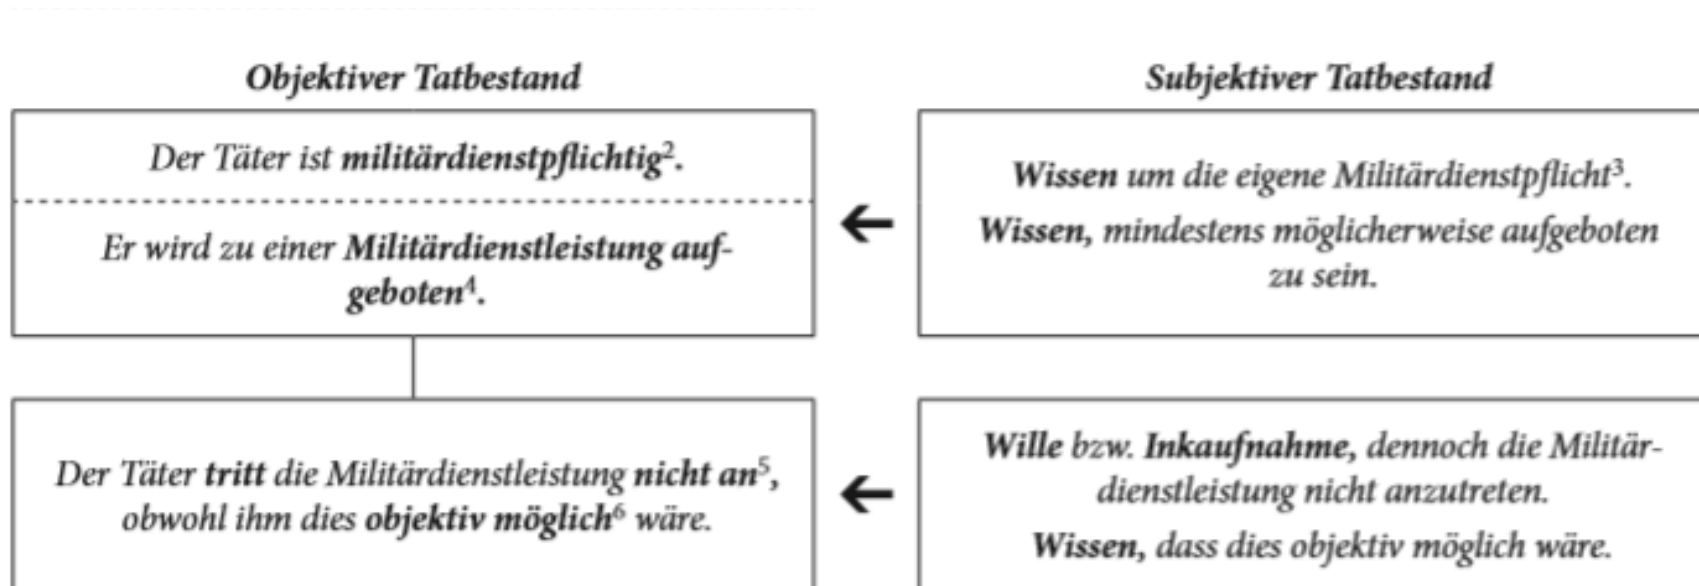 Objektiver Tatbestand
Der Täter ist militärdienstpflichtig².
Er wird zu einer Militärdienstleistung auf-
geboten⁴.
Der Täter tritt die Militärdienstleistung nicht an⁵,
obwohl ihm dies objektiv möglich⁶ wäre.
Subjektiver Tatbestand
Wissen um die eigene Militärdienstpflicht³.
Wissen, mindestens möglicherweise aufgeboten
zu sein.
Wille bzw. Inkaufnahme, dennoch die Militär-
dienstleistung nicht anzutreten.
Wissen, dass dies objektiv möglich wäre.